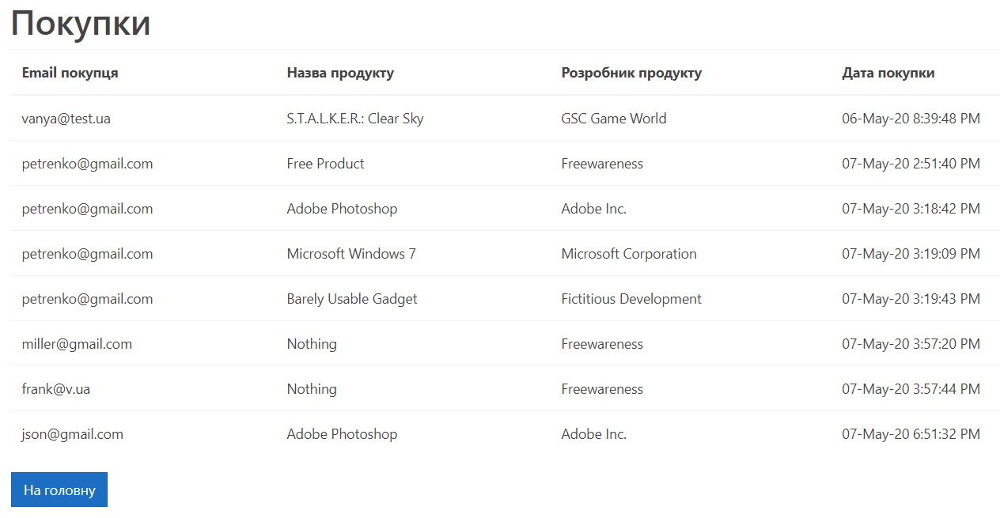 Покупки
Email покупця Назва продукту Розробник продукту Дата покупки
vanya@test.ua S.T.A.L.K.E.R.: Clear Sky GSC Game World 06-May-20 8:39:48 PM
petrenko@gmail.com Free Product Freewareness 07-May-20 2:51:40 PM
petrenko@gmail.com Adobe Photoshop Adobe Inc. 07-May-20 3:18:42 PM
petrenko@gmail.com Microsoft Windows 7 Microsoft Corporation 07-May-20 3:19:09 PM
petrenko@gmail.com Barely Usable Gadget Fictitious Development 07-May-20 3:19:43 PM
miller@gmail.com Nothing Freewareness 07-May-20 3:57:20 PM
frank@v.ua Nothing Freewareness 07-May-20 3:57:44 PM
json@gmail.com Adobe Photoshop Adobe Inc. 07-May-20 6:51:32 PM
На головну